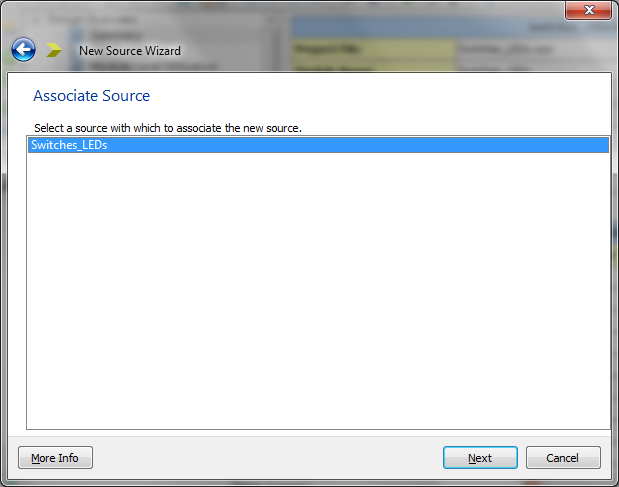 New Source Wizard
Associate Source
Select a source with which to associate the new source.
Switches_LEDs
More Info
Next
Cancel